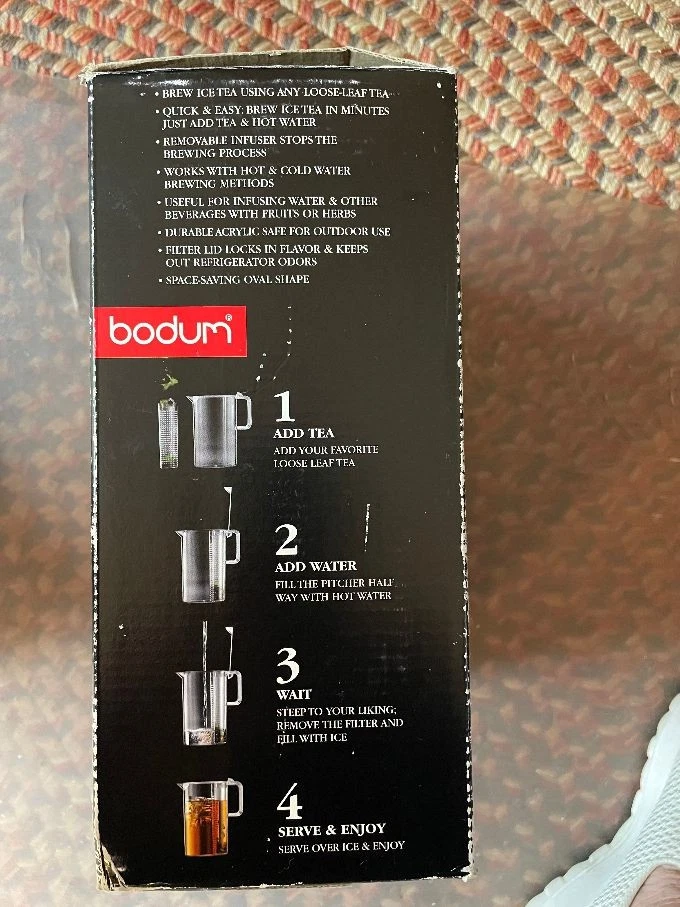 • BREW ICE TEA USING ANY LOOSE-LEAF TEA
• QUICK & EASY: BREW ICE TEA IN MINUTES
JUST ADD TEA & HOT WATER
• REMOVABLE INFUSER STOPS THE
BREWING PROCESS
• WORKS WITH HOT & COLD WATER
BREWING METHODS
• USEFUL FOR INFUSING WATER & OTHER
BEVERAGES WITH FRUITS OR HERBS
• DURABLE ACRYLIC SAFE FOR OUTDOOR USE
• FILTER LID LOCKS IN FLAVOR & KEEPS
OUT REFRIGERATOR ODORS
• SPACE-SAVING OVAL SHAPE
bodum®
1
ADD TEA
ADD YOUR FAVORITE
LOOSE LEAF TEA
2
ADD WATER
FILL THE PITCHER HALF
WAY WITH HOT WATER
3
WAIT
STEEP TO YOUR LIKING;
REMOVE THE FILTER AND
FILL WITH ICE
4
SERVE & ENJOY
SERVE OVER ICE & ENJOY